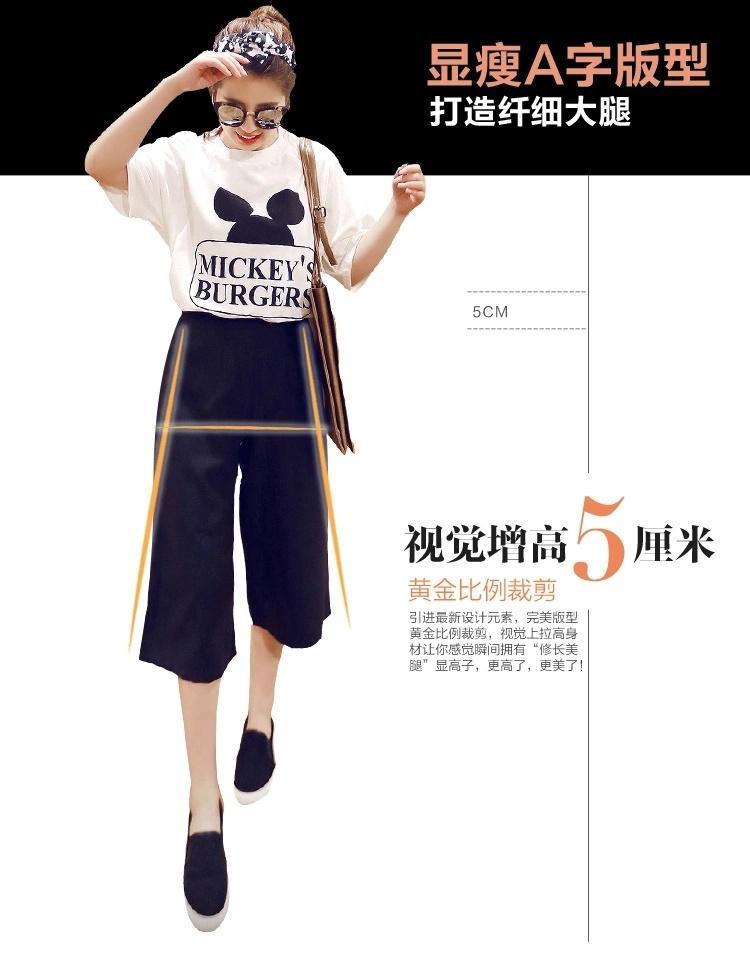 显瘦A字版型
打造纤细大腿
MICKEY'S
BURGERS
5CM
视觉增高5厘米
黄金比例裁剪
引进最新设计元素，完美版型
黄金比例裁剪，视觉上拉高身
材让你感觉瞬间拥有“修长美
腿”显高子，更高了，更美了！